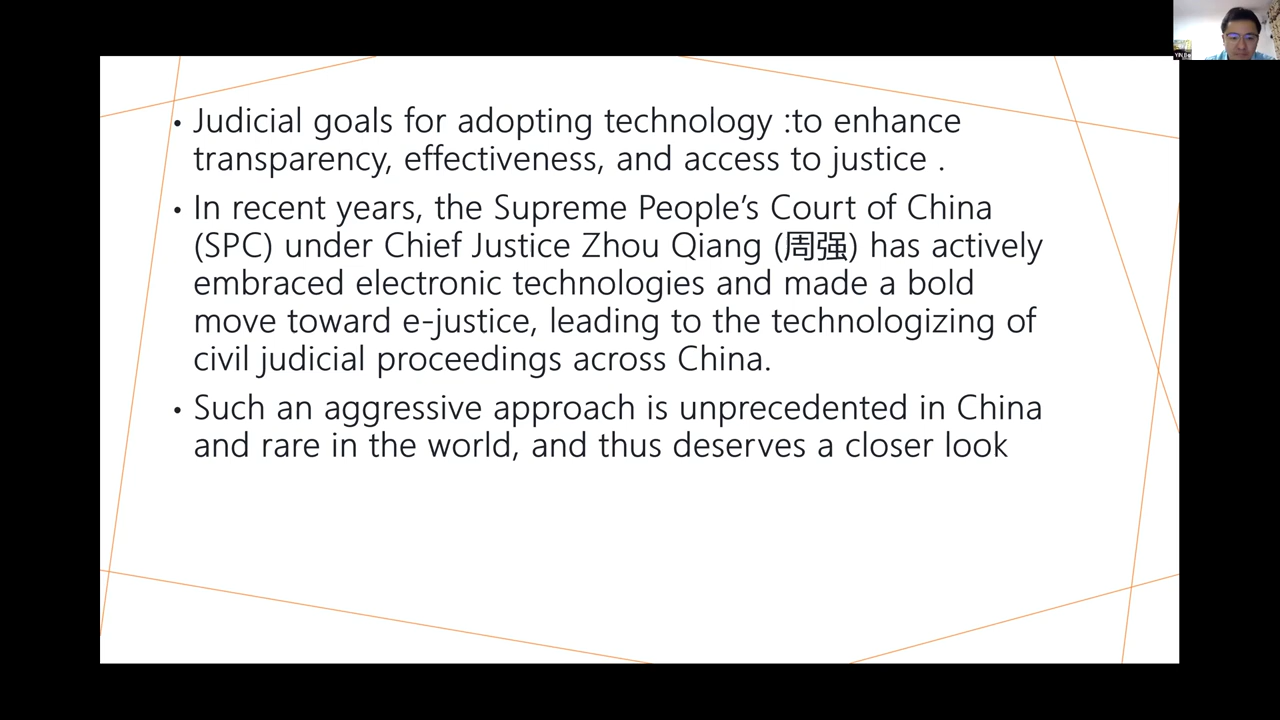 • Judicial goals for adopting technology :to enhance
transparency, effectiveness, and access to justice .
• In recent years, the Supreme People’s Court of China
(SPC) under Chief Justice Zhou Qiang (周强) has actively
embraced electronic technologies and made a bold
move toward e-justice, leading to the technologizing of
civil judicial proceedings across China.
• Such an aggressive approach is unprecedented in China
and rare in the world, and thus deserves a closer look